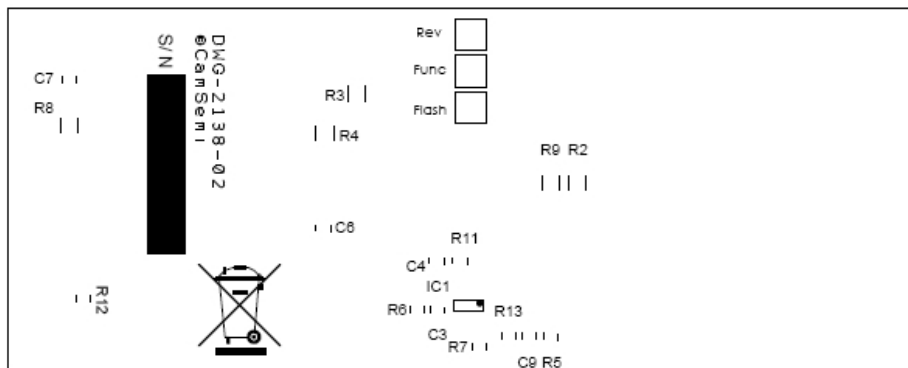 Rev
Func
Flash
S/N
DWG-2138-02
©CamSemi
C7
R8
R3
R4
R9 R2
C6
R11
C4
IC1
R12
R6
R13
C3
R7
C9 R5